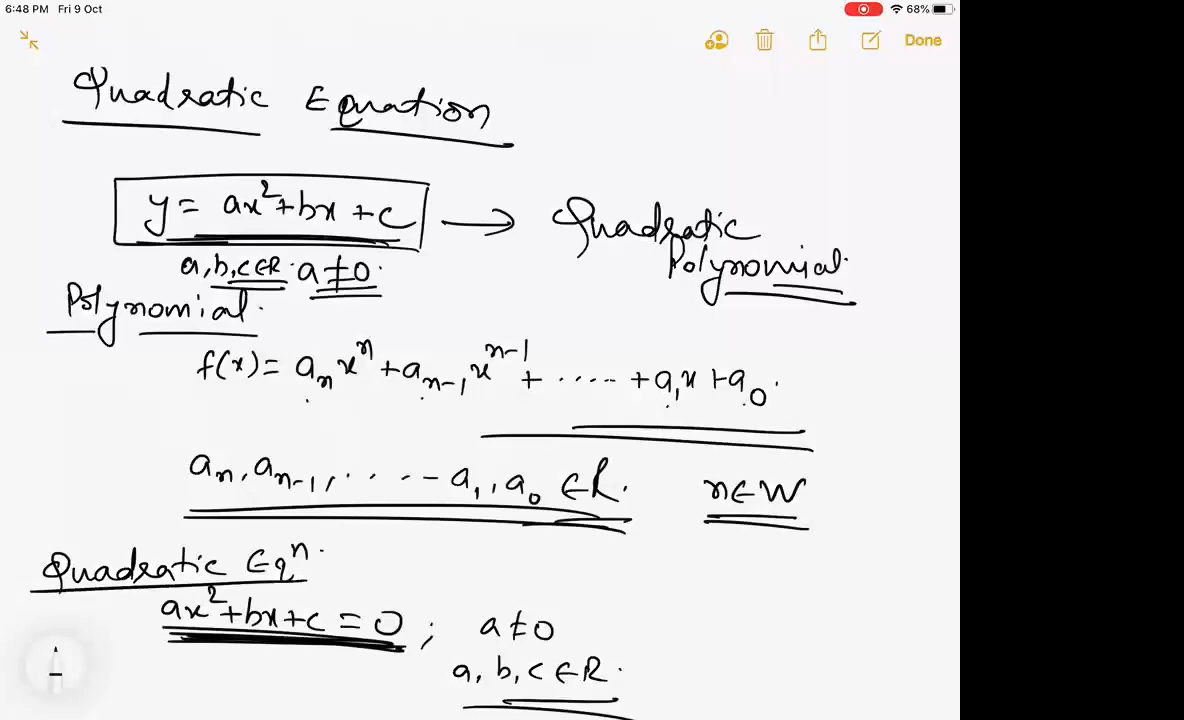 6:48 PM Fri 9 Oct 68%
Done
Quadratic Equation
y = ax²+bx+c → Quadratic Polynomial.
a,b,c∈R. a≠0.
Polynomial.
f(x) = aₙxⁿ + aₙ₋₁xⁿ⁻¹ + ..... + a₁x + a₀.
aₙ, aₙ₋₁, .... - a₁, a₀ ∈R. n∈W
Quadratic Eqⁿ.
ax²+bx+c = 0 ; a≠0
a, b, c ∈R.